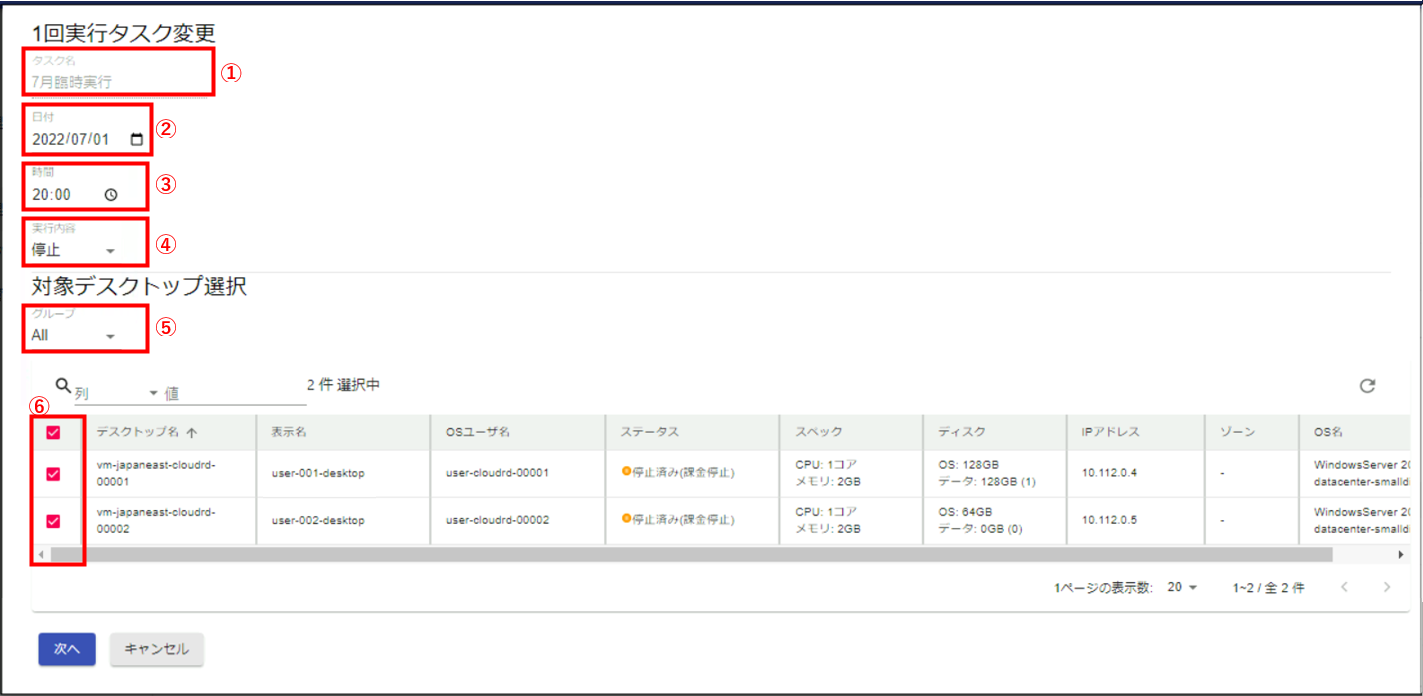 1回実行タスク変更
タスク名
7月臨時実行
①
日付
2022/07/01
②
時間
20:00
③
実行内容
停止
④
対象デスクトップ選択
グループ
All
⑤
列 値 2 件 選択中
⑥
デスクトップ名 ↑ 表示名 OSユーザ名 ステータス スペック ディスク IPアドレス ゾーン OS名
vm-japaneast-cloudrd-00001 user-001-desktop user-cloudrd-00001 停止済み(課金停止) CPU: 1コア メモリ: 2GB OS: 128GB データ: 128GB (1) 10.112.0.4 - WindowsServer 20 datacenter-smalldi
vm-japaneast-cloudrd-00002 user-002-desktop user-cloudrd-00002 停止済み(課金停止) CPU: 1コア メモリ: 2GB OS: 64GB データ: 0GB (0) 10.112.0.5 - WindowsServer 20 datacenter-smalldi
1ページの表示数: 20 1~2 / 全 2 件
次へ キャンセル